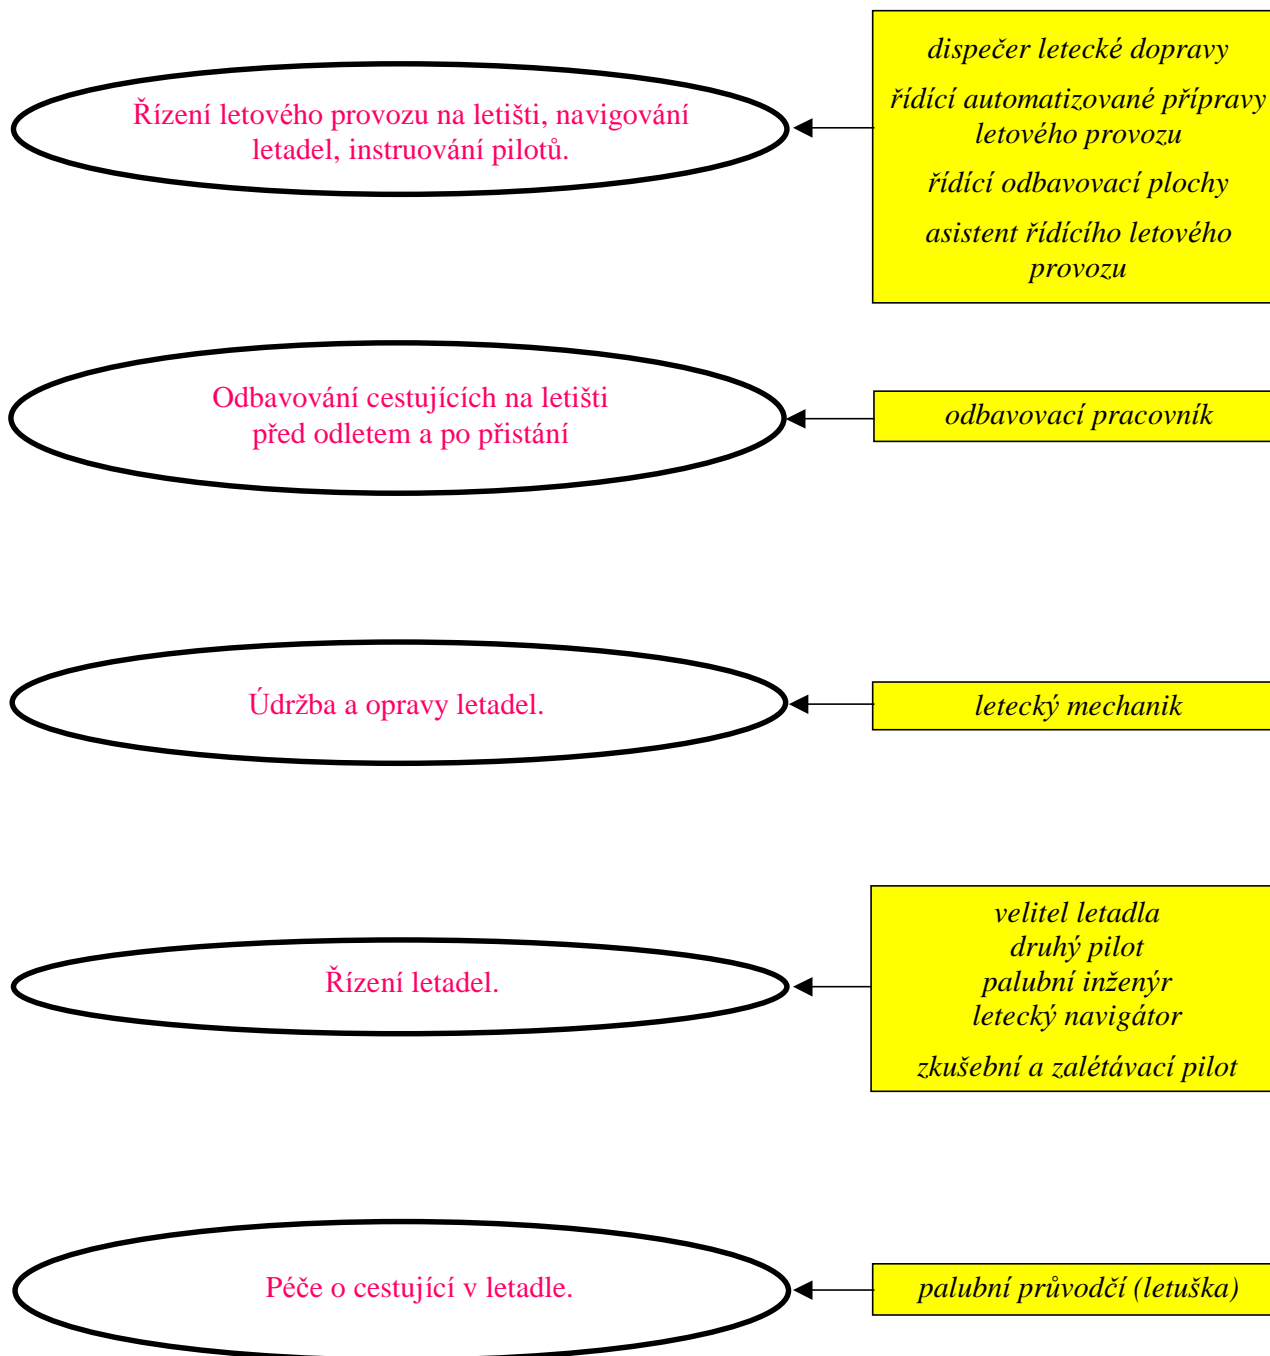 Řízení letového provozu na letišti, navigování
letadel, instruování pilotů.
dispečer letecké dopravy
řídící automatizované přípravy
letového provozu
řídící odbavovací plochy
asistent řídícího letového
provozu
Odbavování cestujících na letišti
před odletem a po přistání
odbavovací pracovník
Údržba a opravy letadel.
letecký mechanik
Řízení letadel.
velitel letadla
druhý pilot
palubní inženýr
letecký navigátor
zkušební a zalétávací pilot
Péče o cestující v letadle.
palubní průvodčí (letuška)